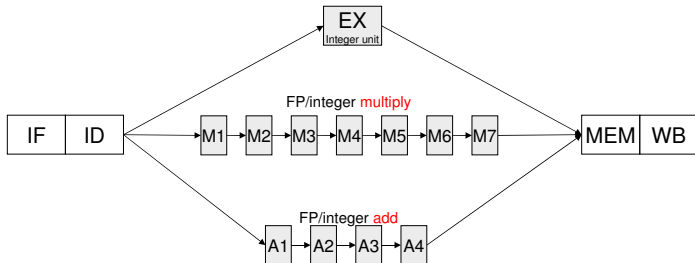 EX
Integer unit
FP/integer multiply
IF ID M1 M2 M3 M4 M5 M6 M7 MEM WB
FP/integer add
A1 A2 A3 A4